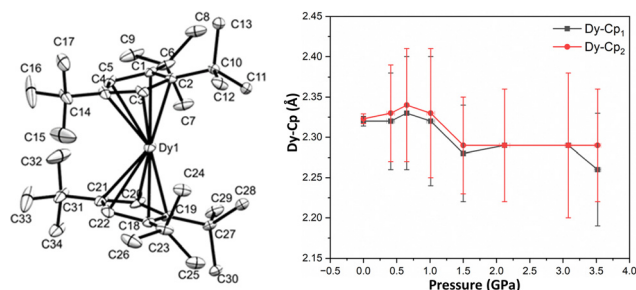 C8
C13
C9
C17
C6
C5
C1
C10
C16
C4
C2
C11
C14
C3
C12
C7
C15
Dy1
C32
C24
C21
C20
C29
C28
C31
C19
C33
C22
C18
C27
C34
C23
C26
C25
C30
Dy-Cp1
Dy-Cp2
Dy-Cp (Å)
2.45
2.40
2.35
2.30
2.25
2.20
2.15
−0.5 0.0 0.5 1.0 1.5 2.0 2.5 3.0 3.5 4.0
Pressure (GPa)